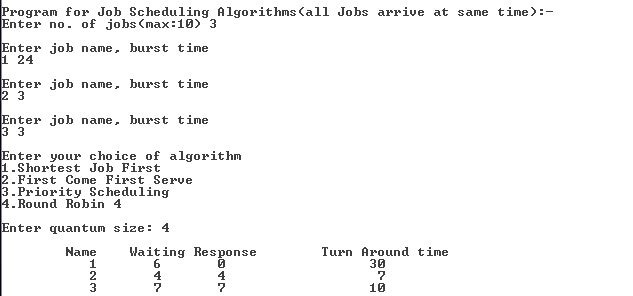 Program for Job Scheduling Algorithms(all Jobs arrive at same time):-
Enter no. of jobs(max:10) 3
Enter job name, burst time
1 24
Enter job name, burst time
2 3
Enter job name, burst time
3 3
Enter your choice of algorithm
1.Shortest Job First
2.First Come First Serve
3.Priority Scheduling
4.Round Robin 4
Enter quantum size: 4
Name Waiting Response Turn Around time
1 6 0 30
2 4 4 7
3 7 7 10